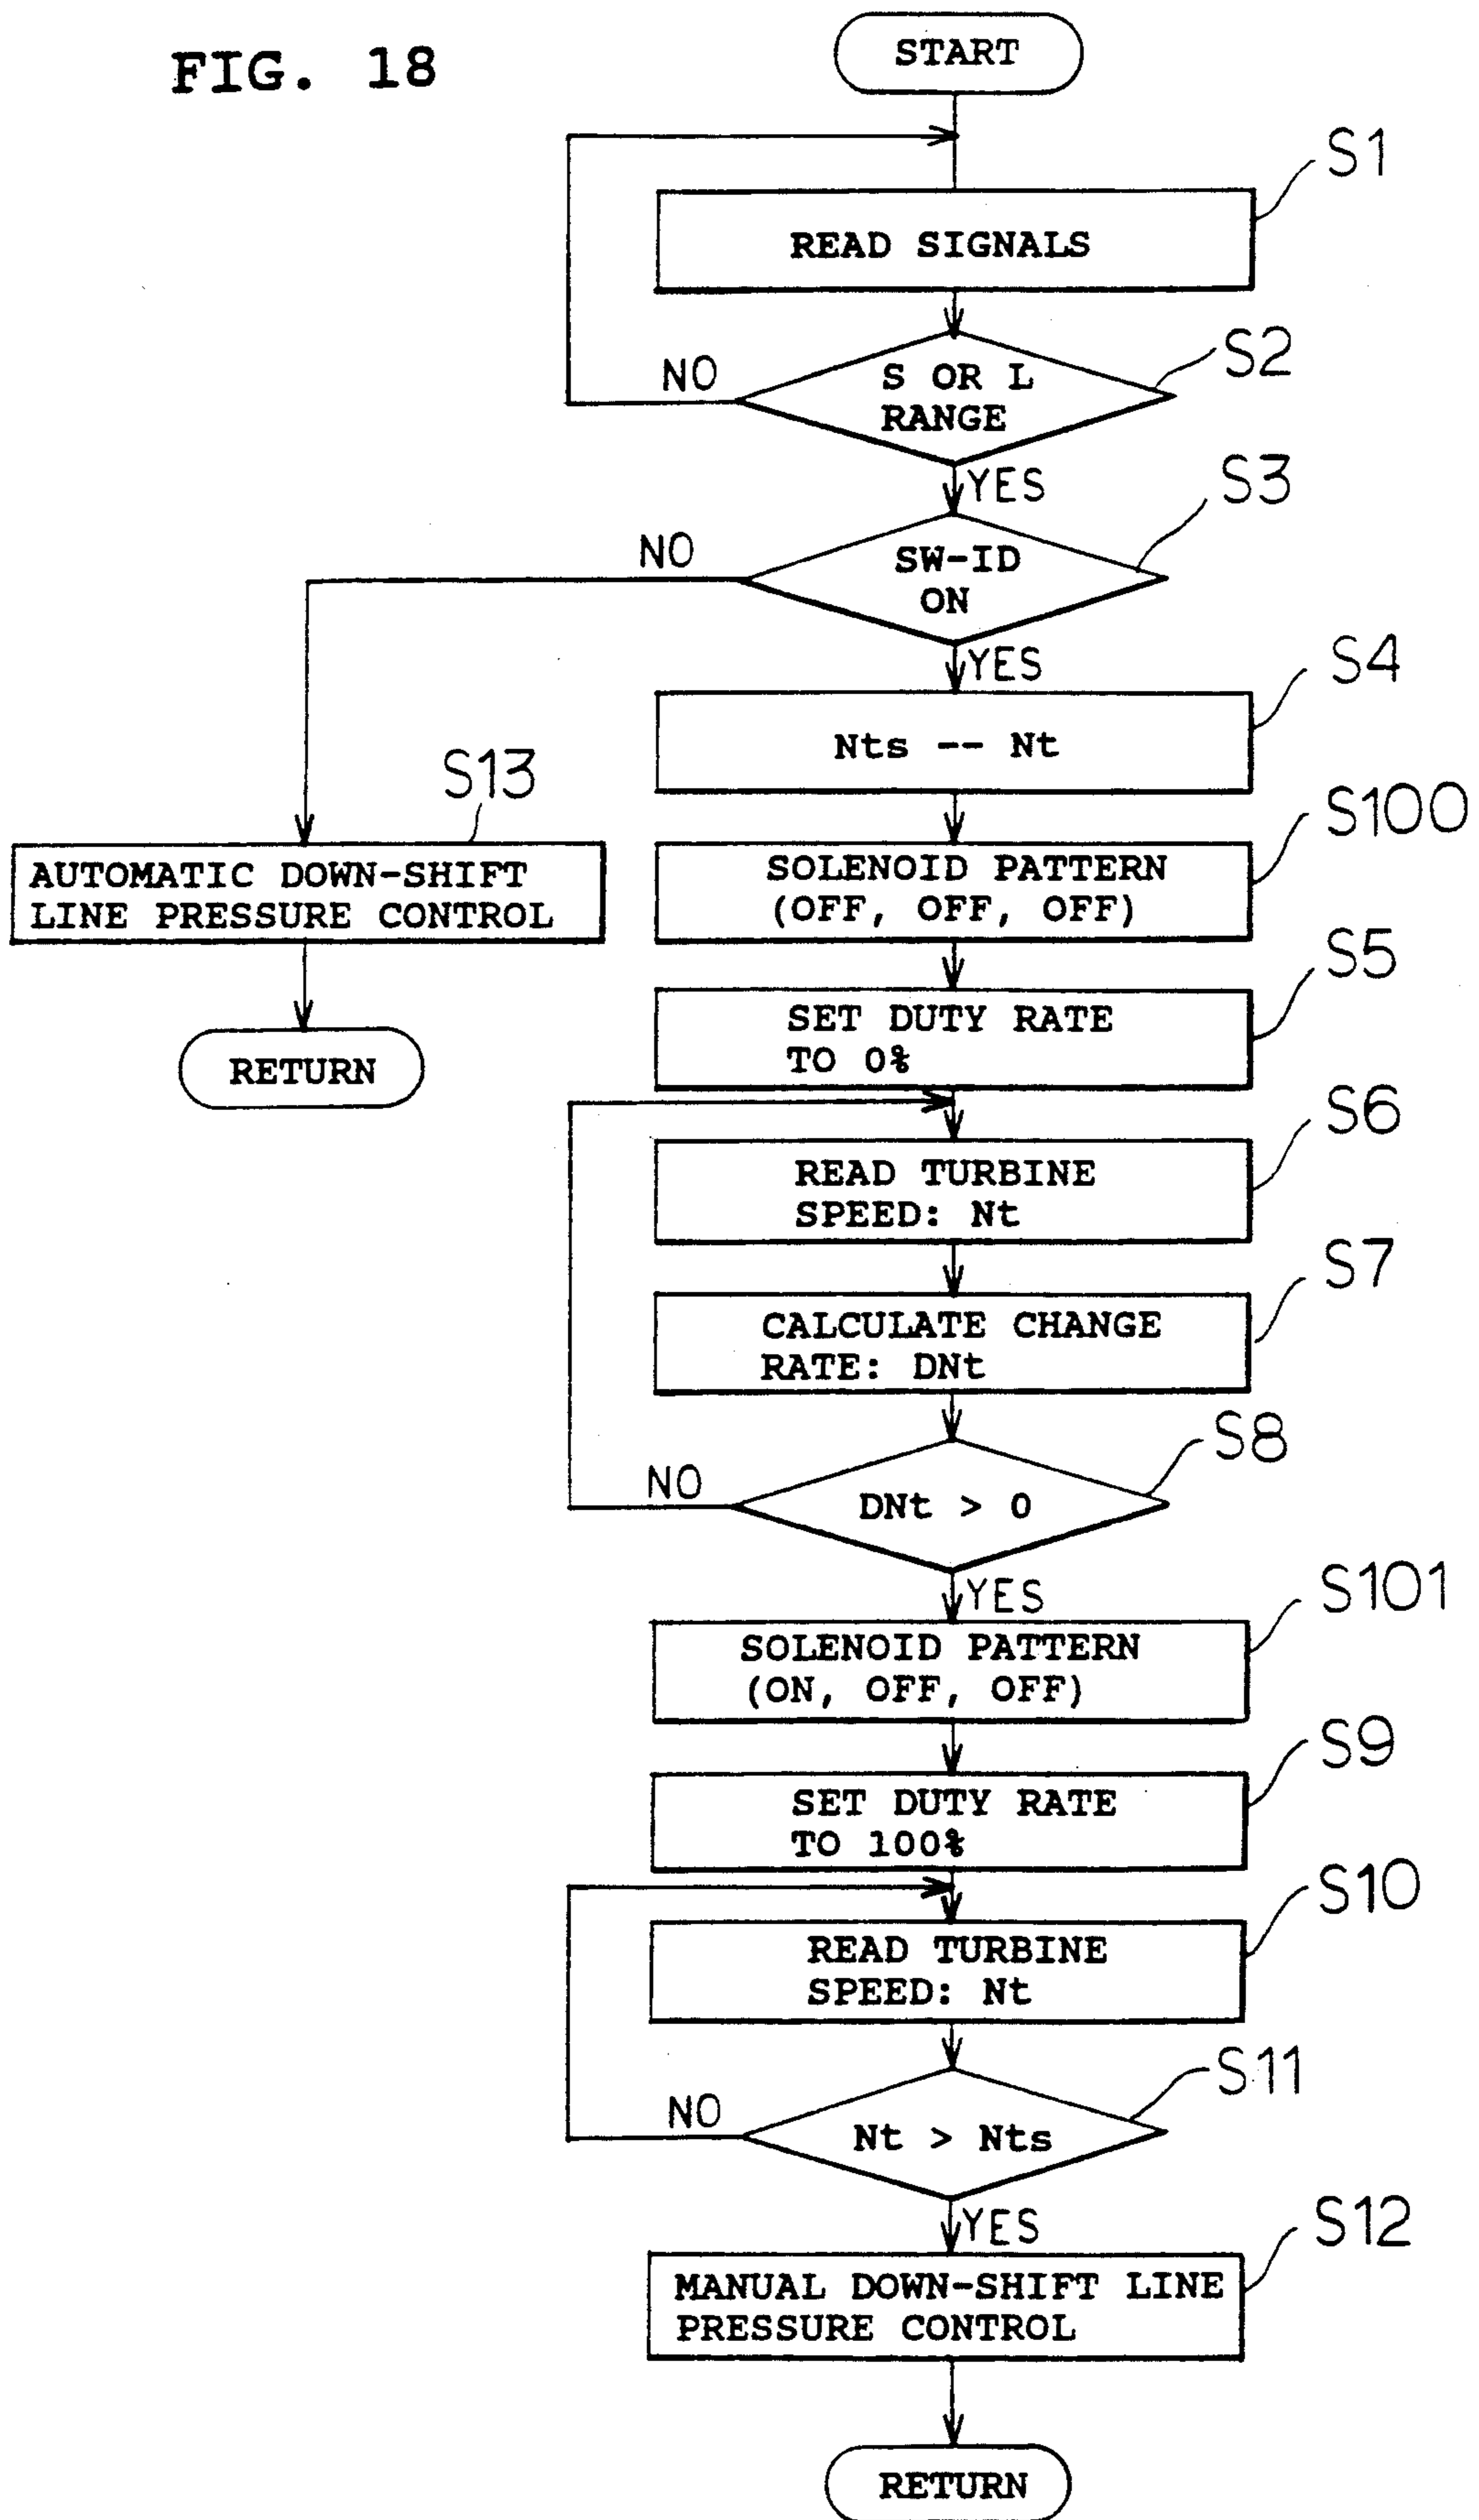 FIG. 18
START
S1
READ SIGNALS
S2
NO
S OR L
RANGE
YES
S3
NO
SW-ID
ON
YES
S4
Nts -- Nt
S13
S100
AUTOMATIC DOWN-SHIFT
LINE PRESSURE CONTROL
SOLENOID PATTERN
(OFF, OFF, OFF)
S5
SET DUTY RATE
TO 0%
RETURN
S6
READ TURBINE
SPEED: Nt
S7
CALCULATE CHANGE
RATE: DNt
S8
NO
DNt > 0
YES
S101
SOLENOID PATTERN
(ON, OFF, OFF)
S9
SET DUTY RATE
TO 100%
S10
READ TURBINE
SPEED: Nt
S11
NO
Nt > Nts
YES
S12
MANUAL DOWN-SHIFT LINE
PRESSURE CONTROL
RETURN